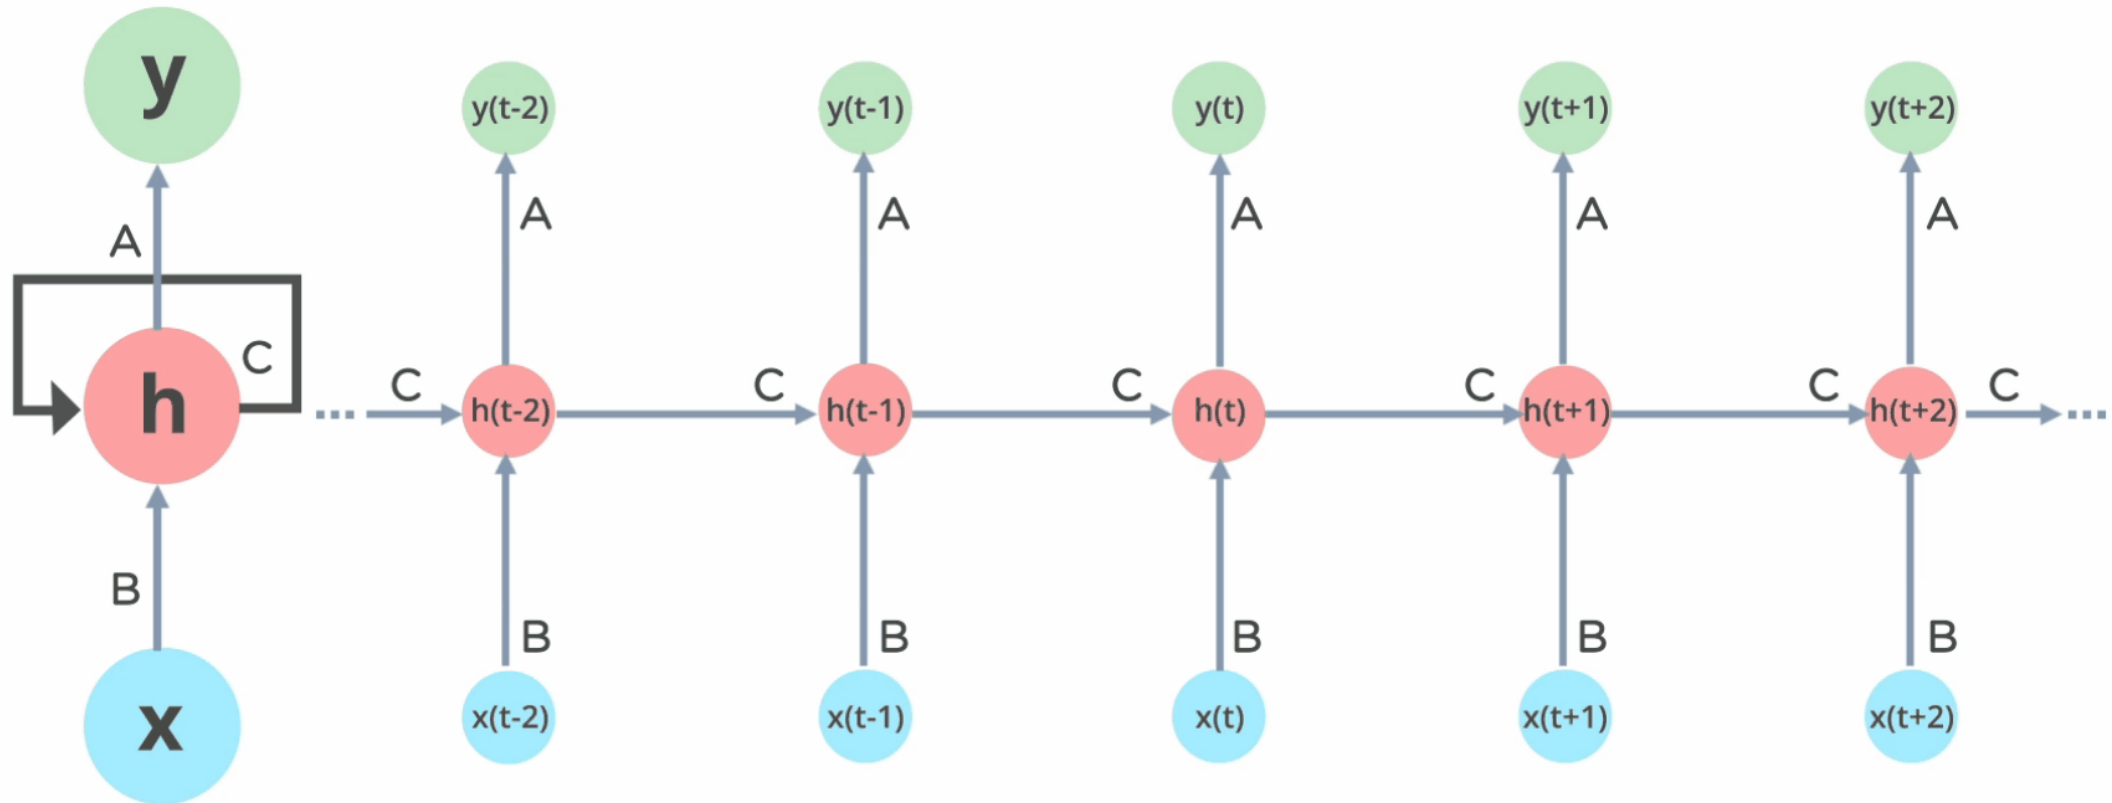 y
y(t-2)
y(t-1)
y(t)
y(t+1)
y(t+2)
A
A
A
A
A
A
C
h
C
h(t-2)
C
h(t-1)
C
h(t)
C
h(t+1)
C
h(t+2)
C
B
B
B
B
B
B
x
x(t-2)
x(t-1)
x(t)
x(t+1)
x(t+2)